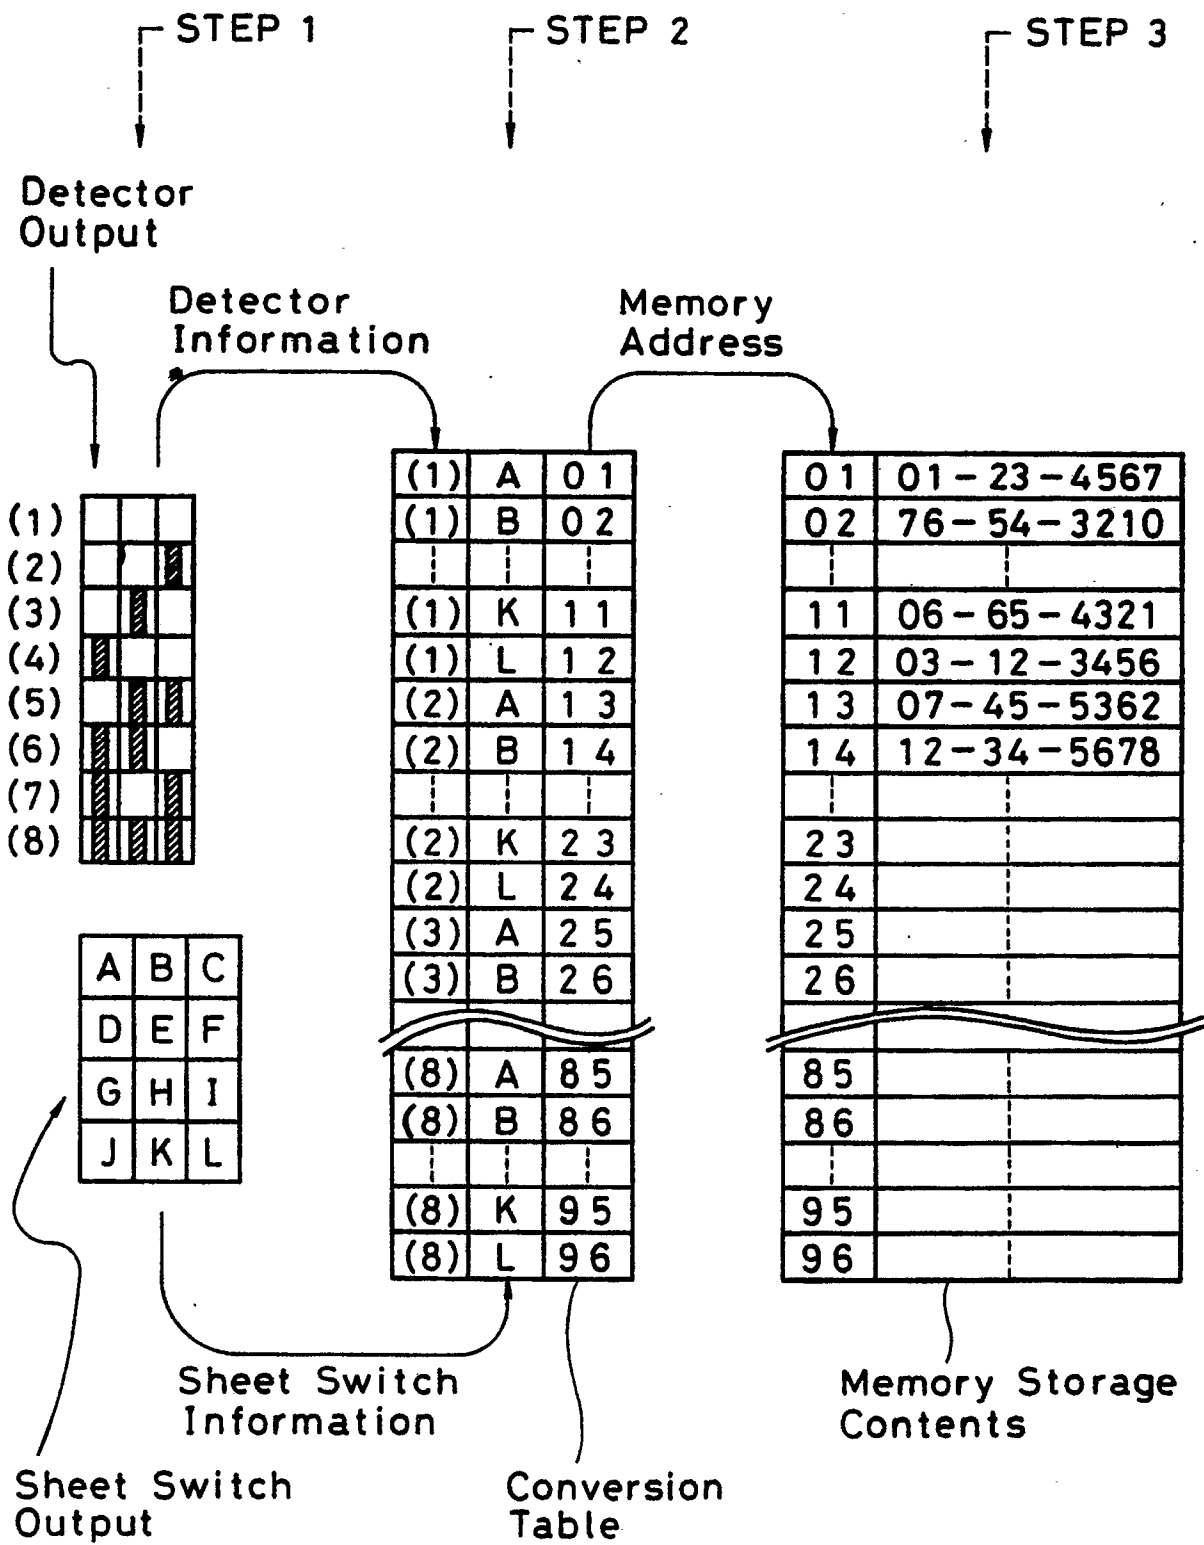 STEP 1
STEP 2
STEP 3
Detector
Output
Detector
Information
Memory
Address
(1)
(2)
(3)
(4)
(5)
(6)
(7)
(8)
A B C
D E F
G H I
J K L
(1) A 01
(1) B 02
(1) K 11
(1) L 12
(2) A 13
(2) B 14
(2) K 23
(2) L 24
(3) A 25
(3) B 26
(8) A 85
(8) B 86
(8) K 95
(8) L 96
01 01-23-4567
02 76-54-3210
11 06-65-4321
12 03-12-3456
13 07-45-5362
14 12-34-5678
23
24
25
26
85
86
95
96
Sheet Switch
Information
Memory Storage
Contents
Sheet Switch
Output
Conversion
Table